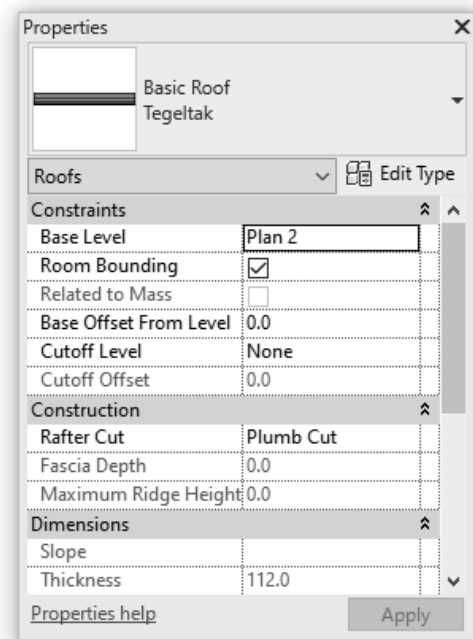 Properties
Basic Roof
Tegeltak
Roofs Edit Type
Constraints
Base Level Plan 2
Room Bounding
Related to Mass
Base Offset From Level 0.0
Cutoff Level None
Cutoff Offset 0.0
Construction
Rafter Cut Plumb Cut
Fascia Depth 0.0
Maximum Ridge Height 0.0
Dimensions
Slope
Thickness 112.0
Properties help Apply